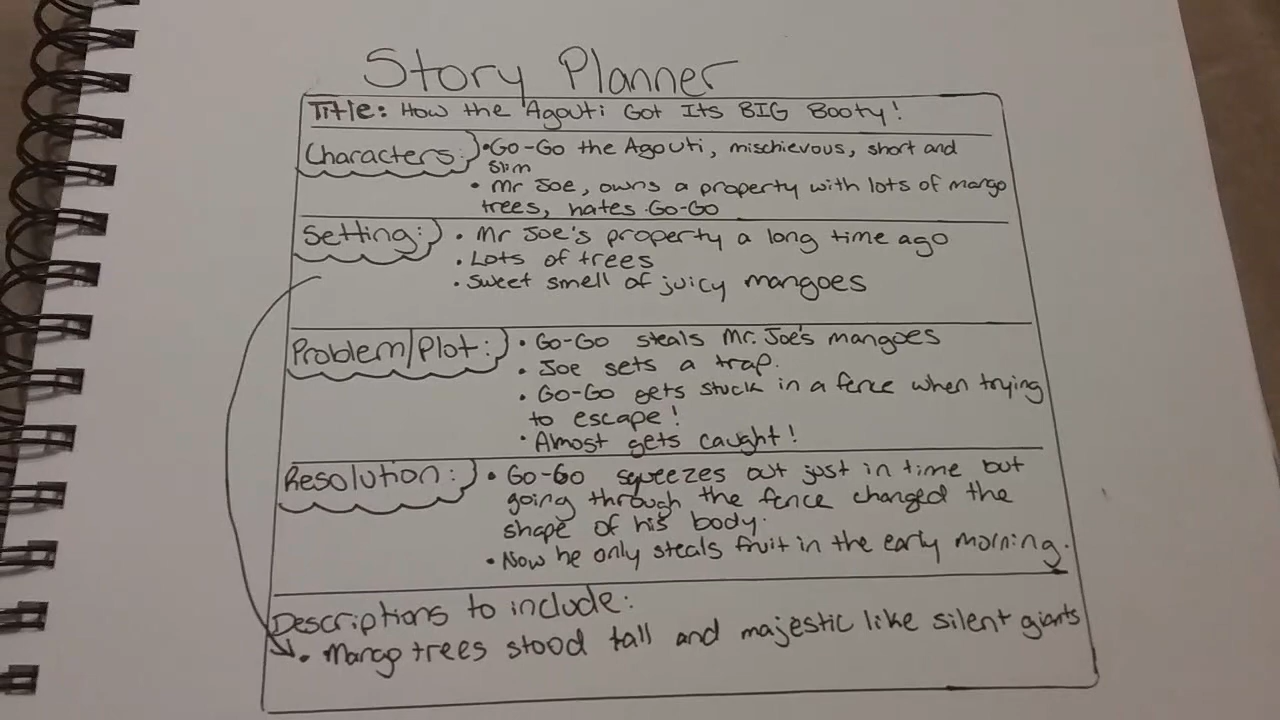 Story Planner
Title: How the Agouti Got Its BIG Booty!
Characters: • Go-Go the Agouti, mischievous, short and
slim
• Mr Joe, owns a property with lots of mango
trees, hates Go-Go
Setting: • Mr Joe's property a long time ago
• Lots of trees
• Sweet smell of juicy mangoes
Problem/Plot: • Go-Go steals Mr. Joe's mangoes
• Joe sets a trap.
• Go-Go gets stuck in a fence when trying
to escape!
• Almost gets caught!
Resolution: • Go-Go squeezes out just in time but
going through the fence changed the
shape of his body.
• Now he only steals fruit in the early morning.
Descriptions to include:
• Mango trees stood tall and majestic like silent giants